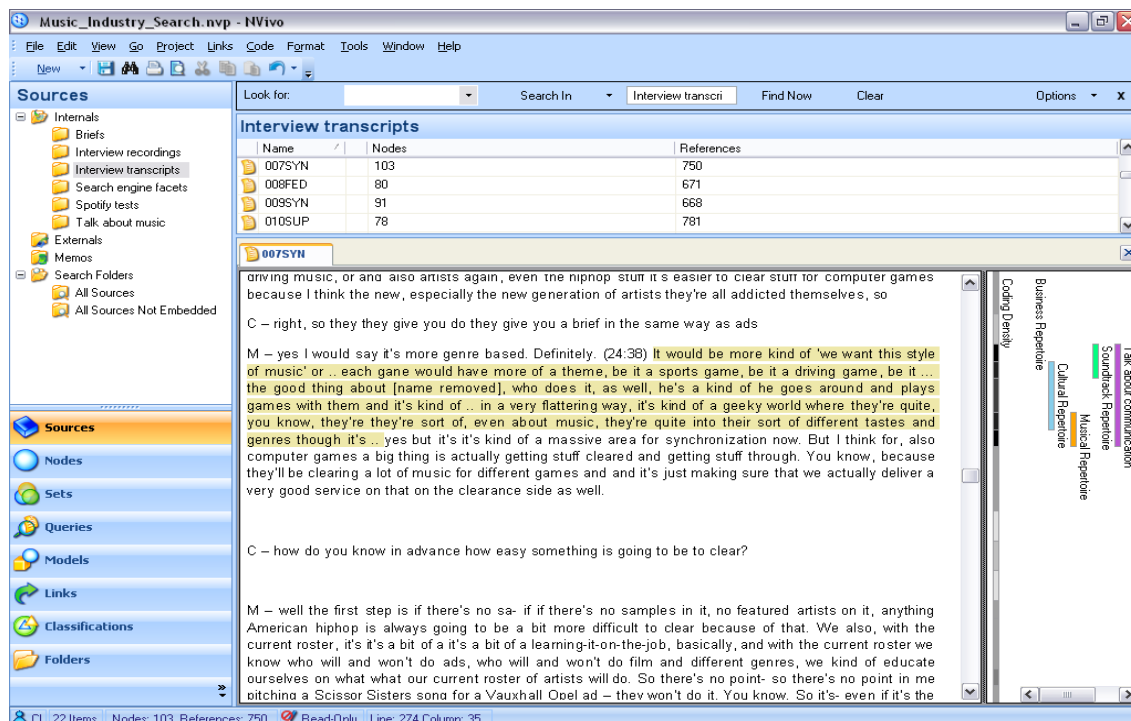 Music_Industry_Search.nvp - NVivo
File Edit View Go Project Links Code Format Tools Window Help
New
Sources
Internals
Briefs
Interview recordings
Interview transcripts
Search engine facets
Spotify tests
Talk about music
Externals
Memos
Search Folders
All Sources
All Sources Not Embedded
Sources
Nodes
Sets
Queries
Models
Links
Classifications
Folders
»
Look for: Search In Interview transcri Find Now Clear Options x
Interview transcripts
Name Nodes References
007SYN 103 750
008FED 80 671
009SYN 91 668
010SUP 78 781
007SYN
driving music, or and also artists again, even the hiphop stuff it's easier to clear stuff for computer games
because I think the new, especially the new generation of artists they're all addicted themselves, so
C – right, so they they give you do they give you a brief in the same way as ads
M – yes I would say it's more genre based. Definitely. (24:38) It would be more kind of 'we want this style
of music' or .. each gane would have more of a theme, be it a sports game, be it a driving game, be it ...
the good thing about [name removed], who does it, as well, he's a kind of he goes around and plays
games with them and it's kind of .. in a very flattering way, it's kind of a geeky world where they're quite,
you know, they're they're sort of, even about music, they're quite into their sort of different tastes and
genres though it's .. yes but it's it's kind of a massive area for synchronization now. But I think for, also
computer games a big thing is actually getting stuff cleared and getting stuff through. You know, because
they'll be clearing a lot of music for different games and and it's just making sure that we actually deliver a
very good service on that on the clearance side as well.
C – how do you know in advance how easy something is going to be to clear?
M – well the first step is if there's no sa- if if there's no samples in it, no featured artists on it, anything
American hiphop is always going to be a bit more difficult to clear because of that. We also, with the
current roster, it's it's a bit of a it's a bit of a learning-it-on-the-job, basically, and with the current roster we
know who will and won't do ads, who will and won't do film and different genres, we kind of educate
ourselves on what what our current roster of artists will do. So there's no point- so there's no point in me
pitching a Scissor Sisters song for a Vauxhall Opel ad – they won't do it. You know. So it's- even if it's the
Coding Density
Business Repertoire
Cultural Repertoire
Musical Repertoire
Soundtrack Repertoire
Talk about communication
CL 22 Items Nodes: 103 References: 750 Read-Only Line: 274 Column: 35